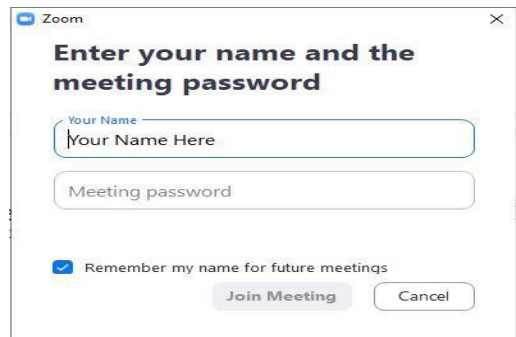 Zoom
Enter your name and the
meeting password
Your Name
Your Name Here
Meeting password
Remember my name for future meetings
Join Meeting
Cancel